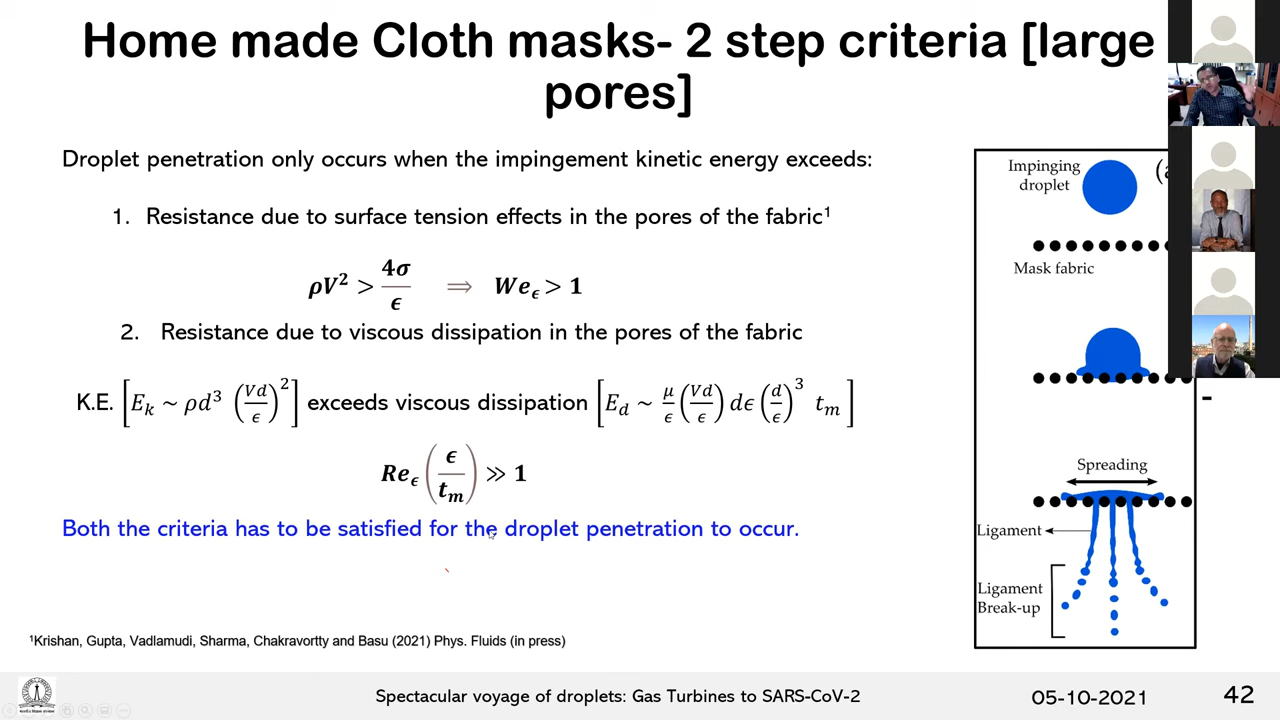 Home made Cloth masks- 2 step criteria [large
pores]
Droplet penetration only occurs when the impingement kinetic energy exceeds:
1. Resistance due to surface tension effects in the pores of the fabric¹
ρV² > 4σ/ϵ ⟹ We_ϵ > 1
2. Resistance due to viscous dissipation in the pores of the fabric
K.E. [E_k ~ ρd³ (Vd/ϵ)²] exceeds viscous dissipation [E_d ~ μ/ϵ (Vd/ϵ) dϵ (d/ϵ)³ t_m]
Re_ϵ (ϵ/t_m) ≫ 1
Both the criteria has to be satisfied for the droplet penetration to occur.
¹Krishan, Gupta, Vadlamudi, Sharma, Chakravortty and Basu (2021) Phys. Fluids (in press)
Impinging
droplet
Mask fabric
Spreading
Ligament
Ligament
Break-up
Spectacular voyage of droplets: Gas Turbines to SARS-CoV-2
05-10-2021
42